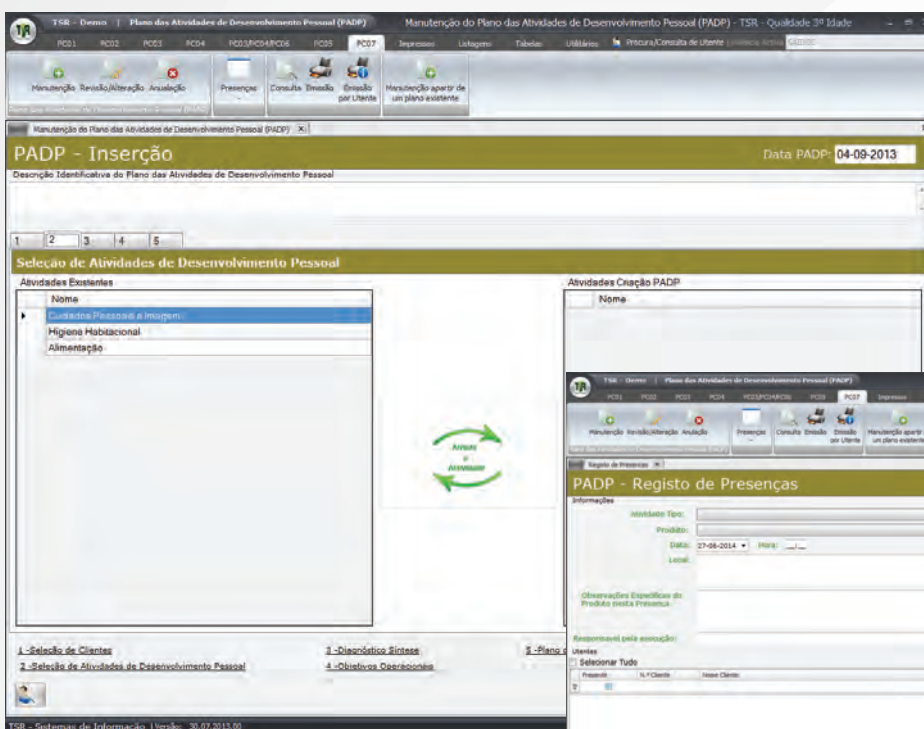 TSR - Demo | Plano das Atividades de Desenvolvimento Pessoal (PADP) Manutenção do Plano das Atividades de Desenvolvimento Pessoal (PADP) - TSR - Qualidade 3ª Idade
PC01 PC02 PC03 PC04 PC03/PC04/PC06 PC05 PC07 Impressos Listagens Tabelas Utilitários Procura/Consulta de Utente
Manutenção Revisão/Alteração Anulação Presenças Consulta Emissão Emissão por Utente Manutenção apartir de um plano existente
Manutenção do Plano das Atividades de Desenvolvimento Pessoal (PADP)
PADP - Inserção Data PADP: 04-09-2013
Descrição Identificativa do Plano das Atividades de Desenvolvimento Pessoal
1 2 3 4 5
Seleção de Atividades de Desenvolvimento Pessoal
Atividades Existentes Atividades Criação PADP
Nome Nome
Cuidados Pessoais e Imagem
Higiene Habitacional
Alimentação
Atividade
1 -Seleção de Clientes 3 -Diagnóstico Síntese 5 -Plano
2 -Seleção de Atividades de Desenvolvimento Pessoal 4 -Objetivos Operacionais
TSR - Sistemas de Informação | Versão: 30.07.2013.00
TSR - Demo | Plano das Atividades de Desenvolvimento Pessoal (PADP)
PC01 PC02 PC03 PC04 PC03/PC04/PC06 PC05 PC07 Impressos
Manutenção Revisão/Alteração Anulação Presenças Consulta Emissão Emissão por Utente Manutenção apartir um plano existente
Registo de Presenças
PADP - Registo de Presenças
Informações
Atividade Tipo:
Produto:
Data: 27-06-2014 Hora: __:__
Local:
Observações Específicas do
Produto nesta Presença
Responsável pela execução:
Utentes
Selecionar Tudo
Presente N.º Cliente Nome Cliente